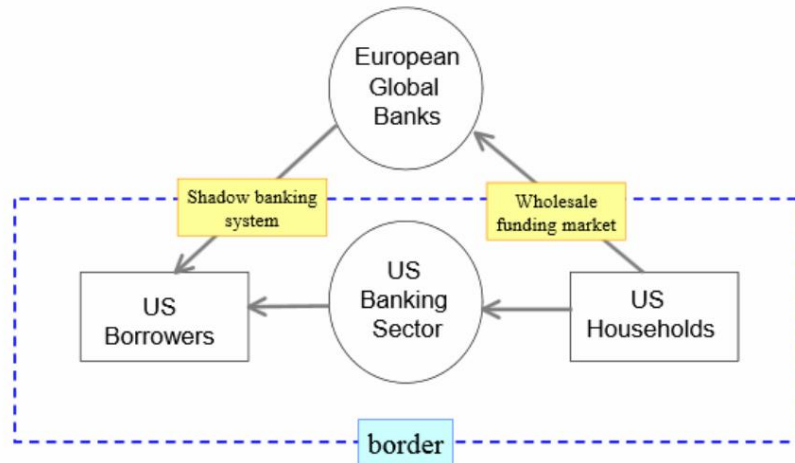 European
Global
Banks
Shadow banking
system
Wholesale
funding market
US
Borrowers
US
Banking
Sector
US
Households
border